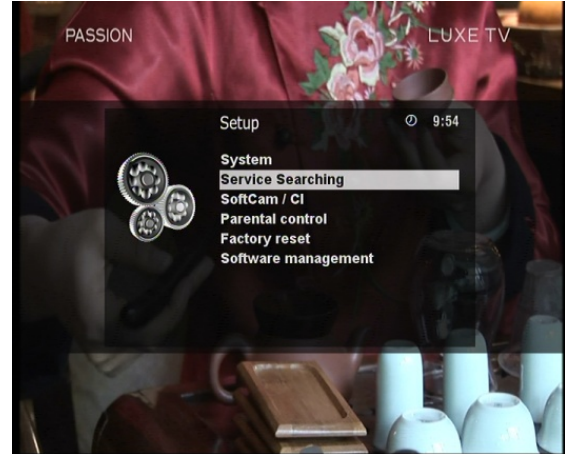 PASSION
LUXE TV
Setup
9:54
System
Service Searching
SoftCam / CI
Parental control
Factory reset
Software management